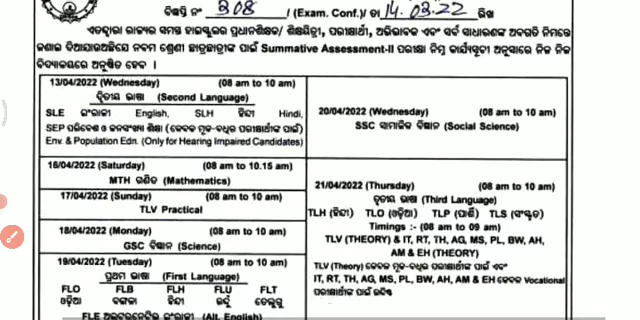 ବିଜ୍ଞପ୍ତି ନଂ 308 / (Exam. Conf.) / ତା 14.03.22 ରିଖ
ଏତଦ୍ଦ୍ୱାରା ରାଜ୍ୟର ସମସ୍ତ ହାଇସ୍କୁଲର ପ୍ରଧାନଶିକ୍ଷକ/ ଶିକ୍ଷୟିତ୍ରୀ, ପରୀକ୍ଷାର୍ଥୀ, ଅଭିଭାବକ ଏବଂ ସର୍ବ ସାଧାରଣଙ୍କ ଅବଗତି ନିମନ୍ତେ
ଜଣାଇ ଦିଆଯାଉଅଛିଯେ ନବମ ଶ୍ରେଣୀ ଛାତ୍ରଛାତ୍ରୀଙ୍କ ପାଇଁ Summative Assessment-II ପରୀକ୍ଷା ନିମ୍ନ କାର୍ଯ୍ୟସୂଚୀ ଅନୁସାରେ ନିଜ ନିଜ
ବିଦ୍ୟାଳୟରେ ଅନୁଷ୍ଠିତ ହେବ ।
13/04/2022 (Wednesday) (08 am to 10 am)
ଦ୍ୱିତୀୟ ଭାଷା (Second Language)
SLE ଇଂରାଜୀ English, SLH ହିନ୍ଦୀ Hindi,
SEP ପରିବେଶ ଓ ଜନସଂଖ୍ୟା ଶିକ୍ଷା (କେବଳ ମୂକ-ବଧିର ପରୀକ୍ଷାର୍ଥୀଙ୍କ ପାଇଁ)
Env. & Population Edn. (Only for Hearing Impaired Candidates)
16/04/2022 (Saturday) (08 am to 10.15 am)
MTH ଗଣିତ (Mathematics)
17/04/2022 (Sunday) (08 am to 10 am)
TLV Practical
18/04/2022 (Monday) (08 am to 10 am)
GSC ବିଜ୍ଞାନ (Science)
19/04/2022 (Tuesday) (08 am to 10 am)
ପ୍ରଥମ ଭାଷା (First Language)
FLO FLB FLH FLU FLT
ଓଡ଼ିଆ ବଙ୍ଗଳା ହିନ୍ଦୀ ଉର୍ଦ୍ଦୁ ତେଲୁଗୁ
FLE ଅଲଟରନେଟିଭ ଇଂରାଜୀ (Alt. English)
20/04/2022 (Wednesday) (08 am to 10 am)
SSC ସାମାଜିକ ବିଜ୍ଞାନ (Social Science)
21/04/2022 (Thursday) (08 am to 10 am)
ତୃତୀୟ ଭାଷା (Third Language)
TLH (ହିନ୍ଦୀ) TLO (ଓଡ଼ିଆ) TLP (ପାର୍ଶି) TLS (ସଂସ୍କୃତ)
Timings :- (08 am to 09 am)
TLV (THEORY) & IT, RT, TH, AG, MS, PL, BW, AH,
AM & EH (THEORY)
TLV (Theory) କେବଳ ମୂକ-ବଧିର ପରୀକ୍ଷାର୍ଥୀଙ୍କ ପାଇଁ ଏବଂ
IT, RT, TH, AG, MS, PL, BW, AH, AM & EH କେବଳ Vocational
ପରୀକ୍ଷାର୍ଥୀଙ୍କ ପାଇଁ ଉଦ୍ଦିଷ୍ଟ